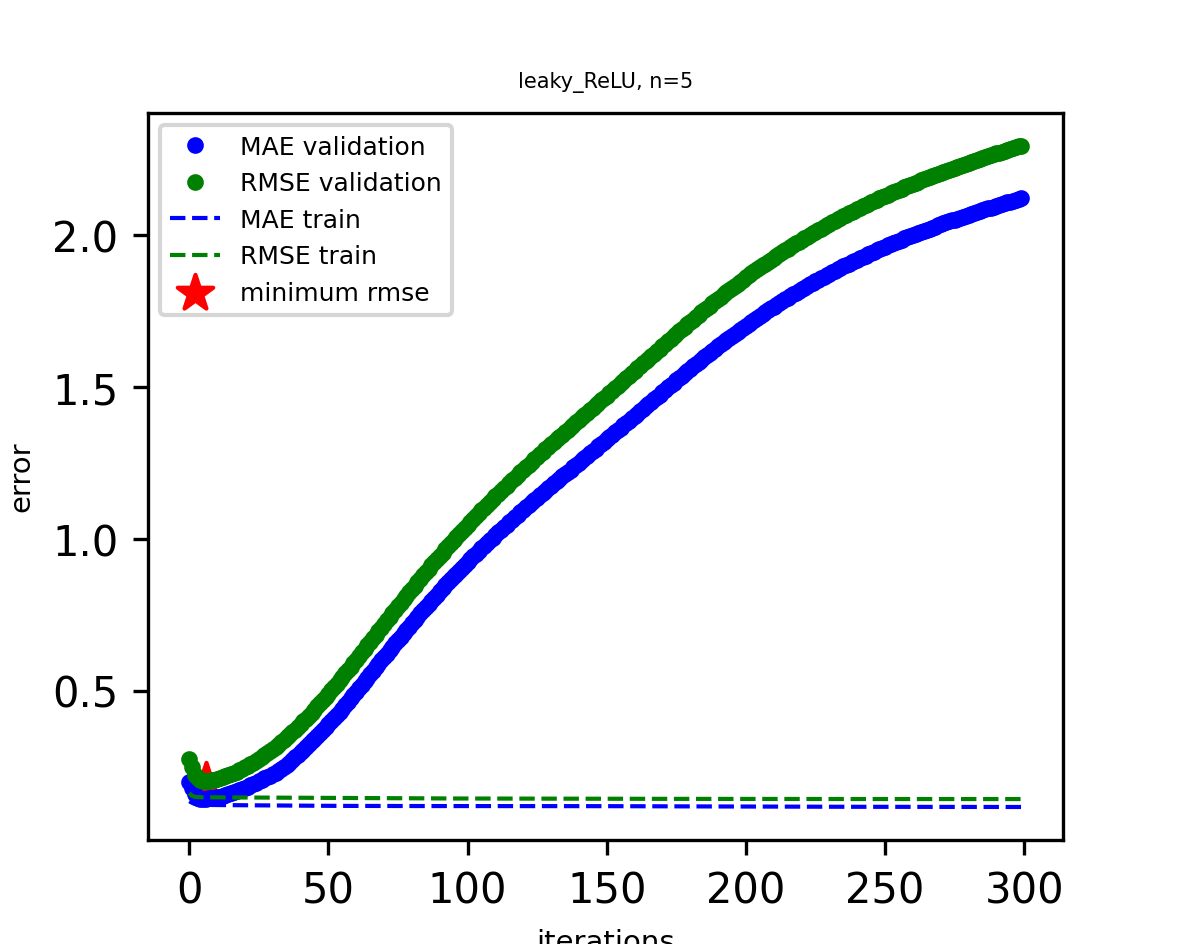 leaky_ReLU, n=5
MAE validation
RMSE validation
MAE train
RMSE train
minimum rmse
2.0
1.5
1.0
0.5
error
0 50 100 150 200 250 300
iterations